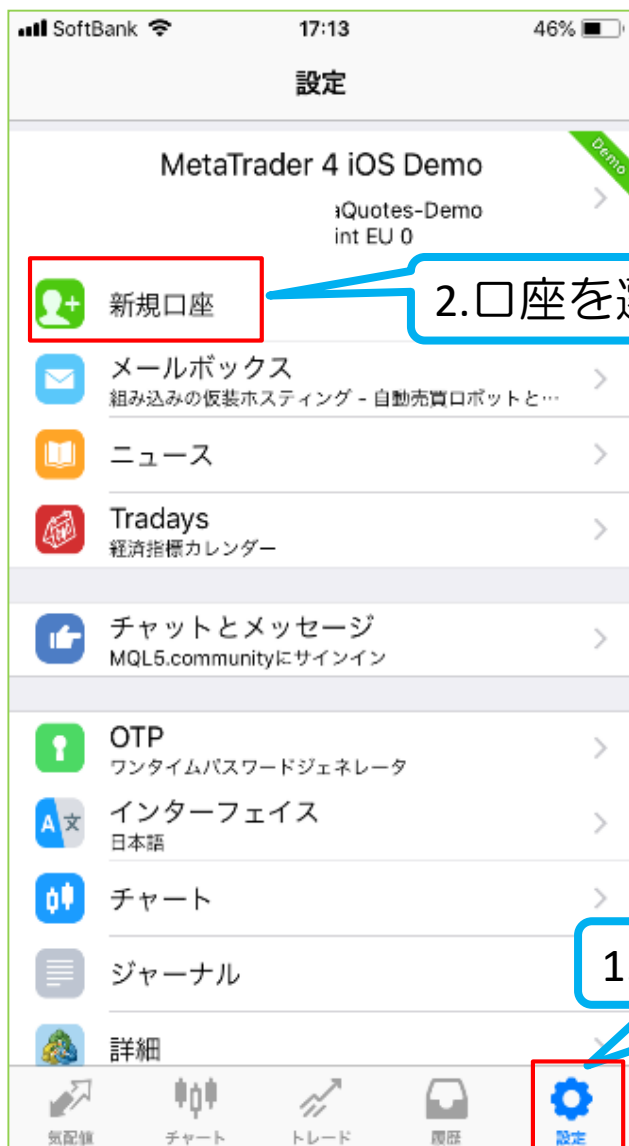 SoftBank 17:13 46%
設定
MetaTrader 4 iOS Demo
Demo
aQuotes-Demo
int EU 0
新規口座
2.口座を選
メールボックス
組み込みの仮装ホスティング - 自動売買ロボットと…
ニュース
Tradays
経済指標カレンダー
チャットとメッセージ
MQL5.communityにサインイン
OTP
ワンタイムパスワードジェネレータ
インターフェイス
日本語
チャート
ジャーナル
1
詳細
気配値 チャート トレード 履歴 設定